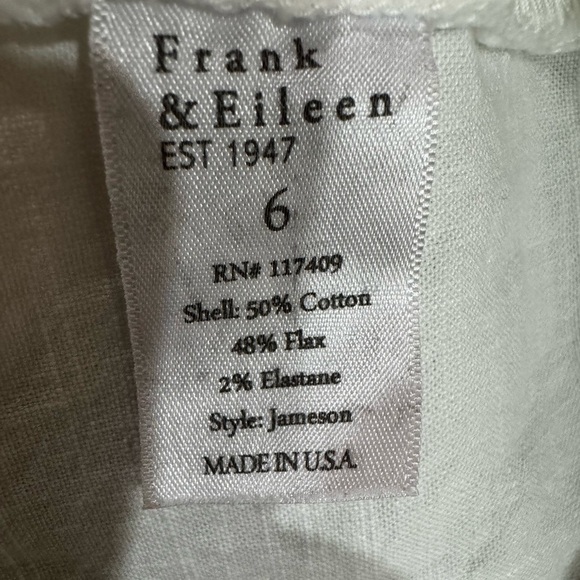 Frank
& Eileen
EST 1947
6
RN# 117409
Shell: 50% Cotton
48% Flax
2% Elastane
Style: Jameson
MADE IN U.S.A.